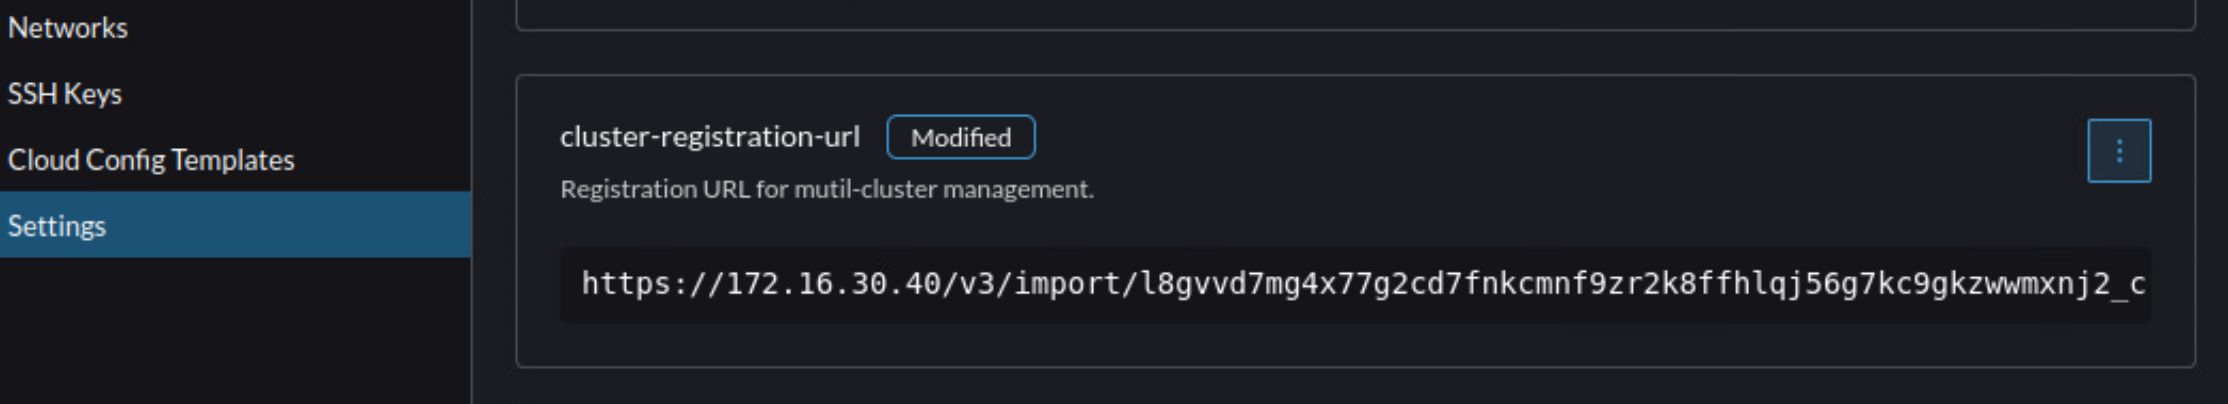 Networks
SSH Keys
Cloud Config Templates
Settings
cluster-registration-url
Modified
Registration URL for mutil-cluster management.
https://172.16.30.40/v3/import/l8gvvd7mg4x77g2cd7fnkcmnf9zr2k8ffhlqj56g7kc9gkzwwmxnj2_c